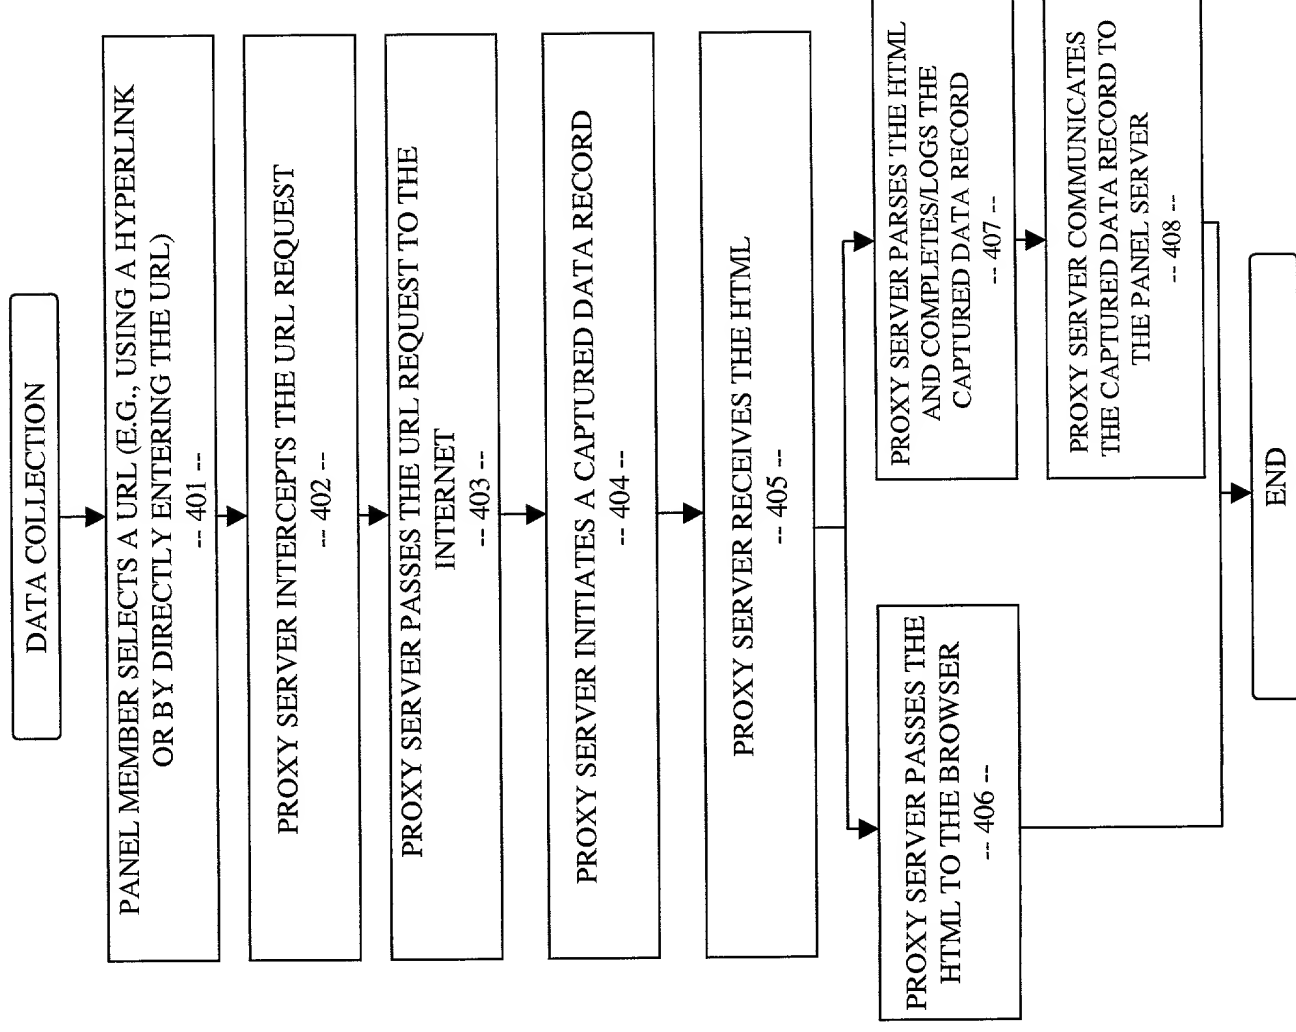 DATA COLLECTION
PANEL MEMBER SELECTS A URL (E.G., USING A HYPERLINK
OR BY DIRECTLY ENTERING THE URL)
-- 401 --
PROXY SERVER INTERCEPTS THE URL REQUEST
-- 402 --
PROXY SERVER PASSES THE URL REQUEST TO THE
INTERNET
-- 403 --
PROXY SERVER INITIATES A CAPTURED DATA RECORD
-- 404 --
PROXY SERVER RECEIVES THE HTML
-- 405 --
PROXY SERVER PASSES THE
HTML TO THE BROWSER
-- 406 --
PROXY SERVER PARSES THE HTML
AND COMPLETES/LOGS THE
CAPTURED DATA RECORD
-- 407 --
PROXY SERVER COMMUNICATES
THE CAPTURED DATA RECORD TO
THE PANEL SERVER
-- 408 --
END